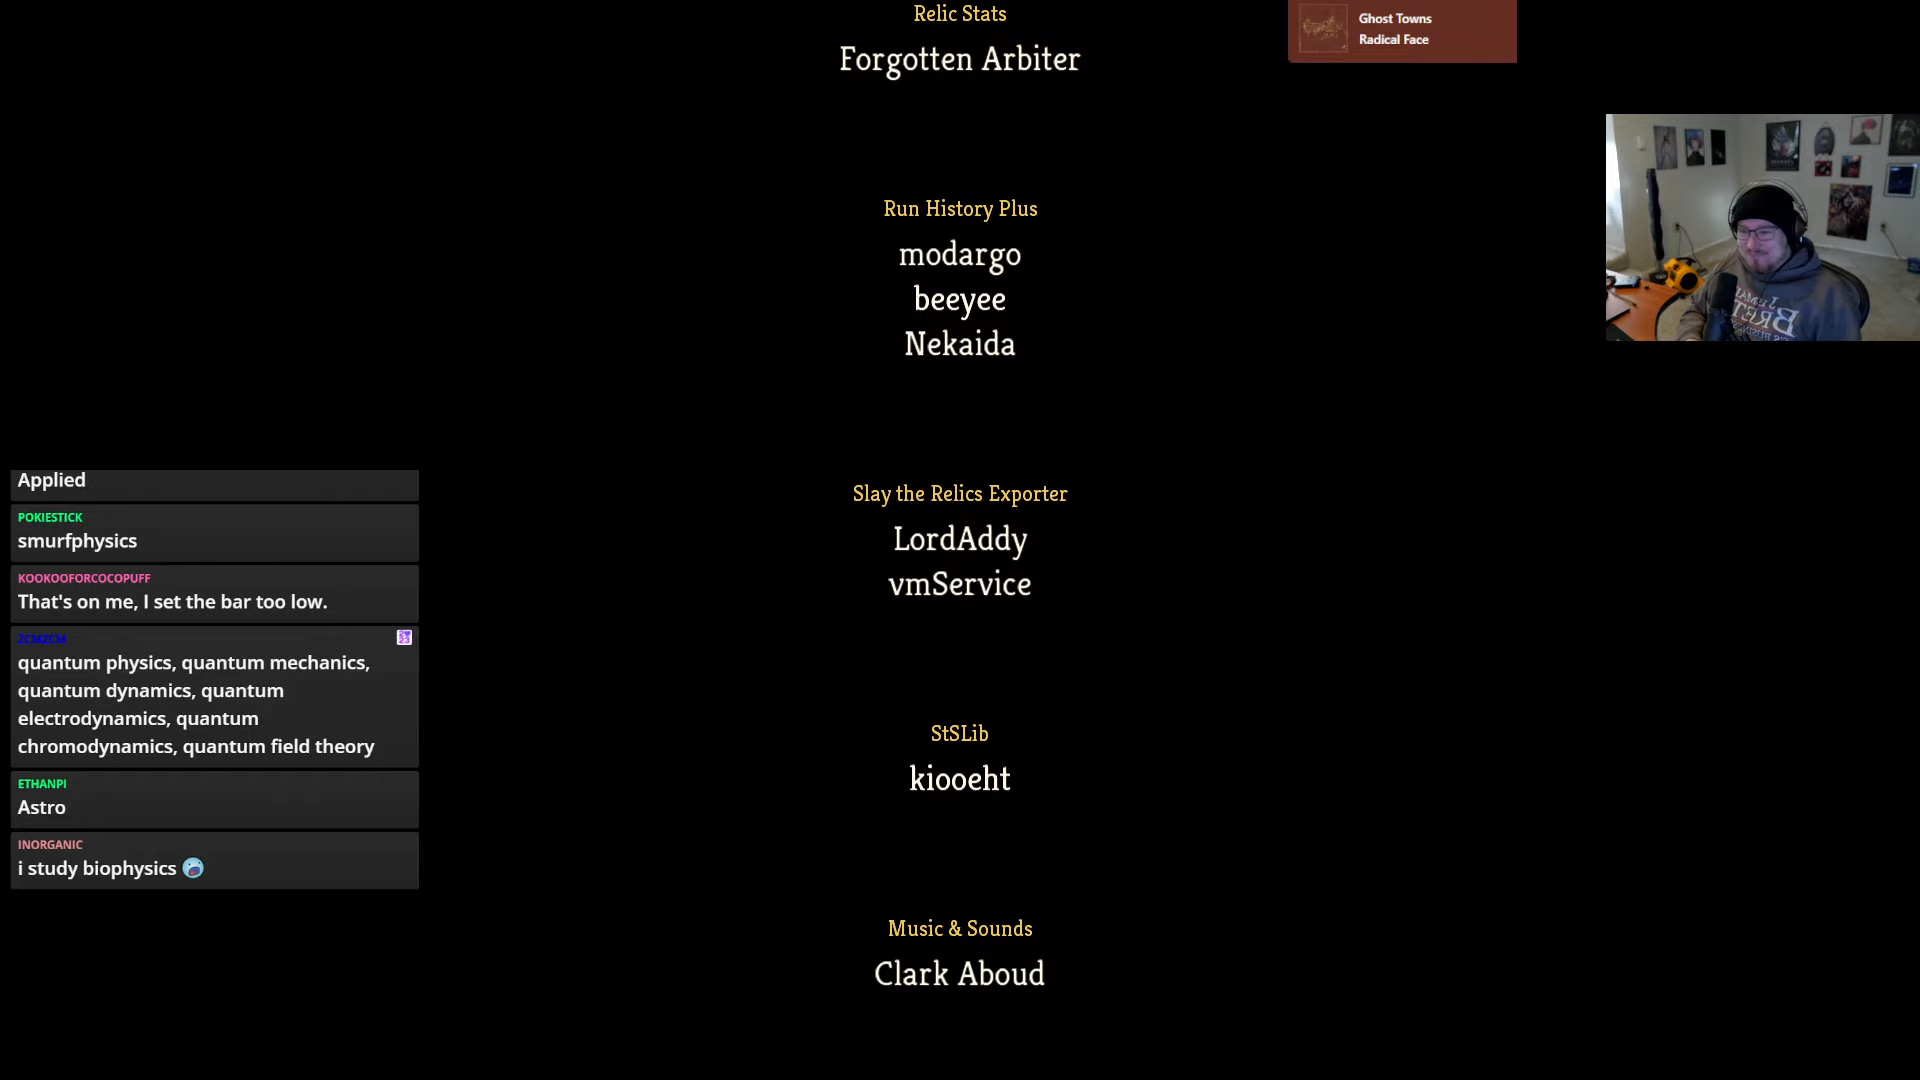 Relic Stats
Forgotten Arbiter
Run History Plus
modargo
beeyee
Nekaida
Slay the Relics Exporter
LordAddy
vmService
StSLib
kiooeht
Music & Sounds
Clark Aboud
Ghost Towns
Radical Face
Applied
POKIESTICK
smurfphysics
KOOKOOFORCOCOPUFF
That's on me, I set the bar too low.
quantum physics, quantum mechanics,
quantum dynamics, quantum
electrodynamics, quantum
chromodynamics, quantum field theory
ETHANPI
Astro
INORGANIC
i study biophysics